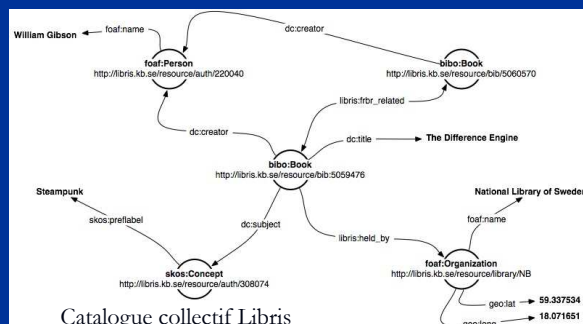 William Gibson
foaf:name
dc:creator
foaf:Person
http://libris.kb.se/resource/auth/220040
bibo:Book
http://libris.kb.se/resource/bib/5060570
libris:frbr_related
dc:creator
dc:title
The Difference Engine
bibo:Book
http://libris.kb.se/resource/bib:5059476
Steampunk
National Library of Sweden
skos:preflabel
dc:subject
foaf:name
libris:held_by
foaf:Organization
http://libris.kb.se/resource/library/NB
skos:Concept
http://libris.kb.se/resource/auth/308074
geo:lat
59.337534
geo:long
18.071651
Catalogue collectif Libris